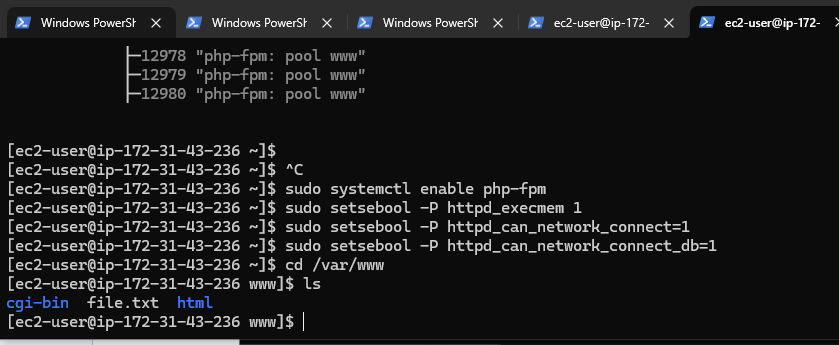 Windows PowerSh
Windows PowerSh
Windows PowerSh
ec2-user@ip-172-
ec2-user@ip-172-
├─12978 "php-fpm: pool www"
├─12979 "php-fpm: pool www"
├─12980 "php-fpm: pool www"
[ec2-user@ip-172-31-43-236 ~]$
[ec2-user@ip-172-31-43-236 ~]$ ^C
[ec2-user@ip-172-31-43-236 ~]$ sudo systemctl enable php-fpm
[ec2-user@ip-172-31-43-236 ~]$ sudo setsebool -P httpd_execmem 1
[ec2-user@ip-172-31-43-236 ~]$ sudo setsebool -P httpd_can_network_connect=1
[ec2-user@ip-172-31-43-236 ~]$ sudo setsebool -P httpd_can_network_connect_db=1
[ec2-user@ip-172-31-43-236 ~]$ cd /var/www
[ec2-user@ip-172-31-43-236 www]$ ls
cgi-bin  file.txt  html
[ec2-user@ip-172-31-43-236 www]$